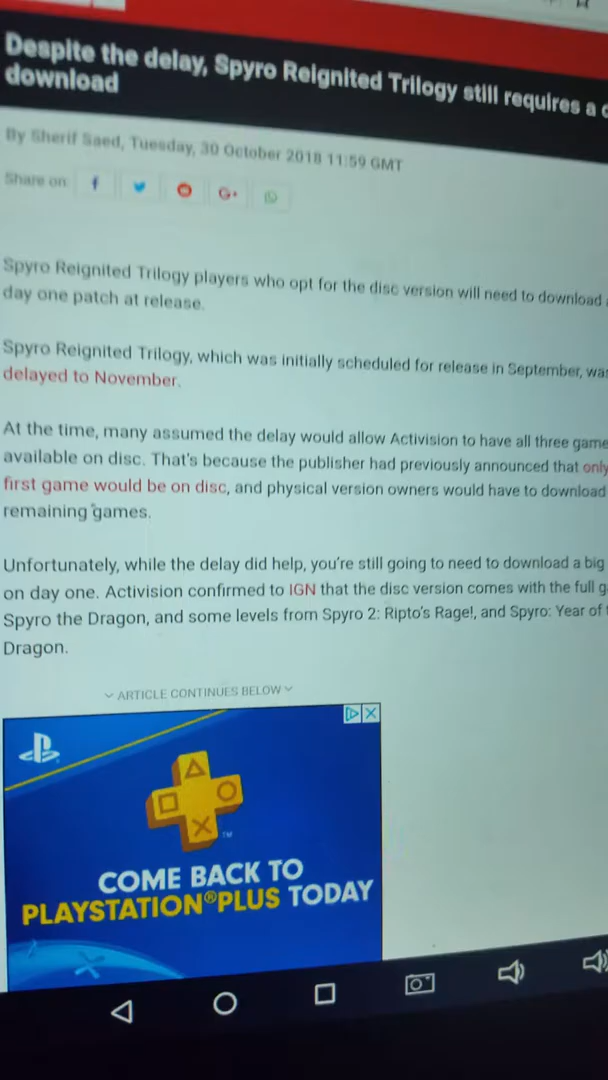 Despite the delay, Spyro Reignited Trilogy still requires a
download
By Sherif Saed, Tuesday, 30 October 2018 11:59 GMT
Share on
Spyro Reignited Trilogy players who opt for the disc version will need to download
day one patch at release.
Spyro Reignited Trilogy, which was initially scheduled for release in September, was
delayed to November.
At the time, many assumed the delay would allow Activision to have all three game
available on disc. That's because the publisher had previously announced that only
first game would be on disc, and physical version owners would have to download
remaining games.
Unfortunately, while the delay did help, you're still going to need to download a big
on day one. Activision confirmed to IGN that the disc version comes with the full
Spyro the Dragon, and some levels from Spyro 2: Ripto's Rage!, and Spyro: Year of
Dragon.
ARTICLE CONTINUES BELOW
COME BACK TO
PLAYSTATION®PLUS TODAY